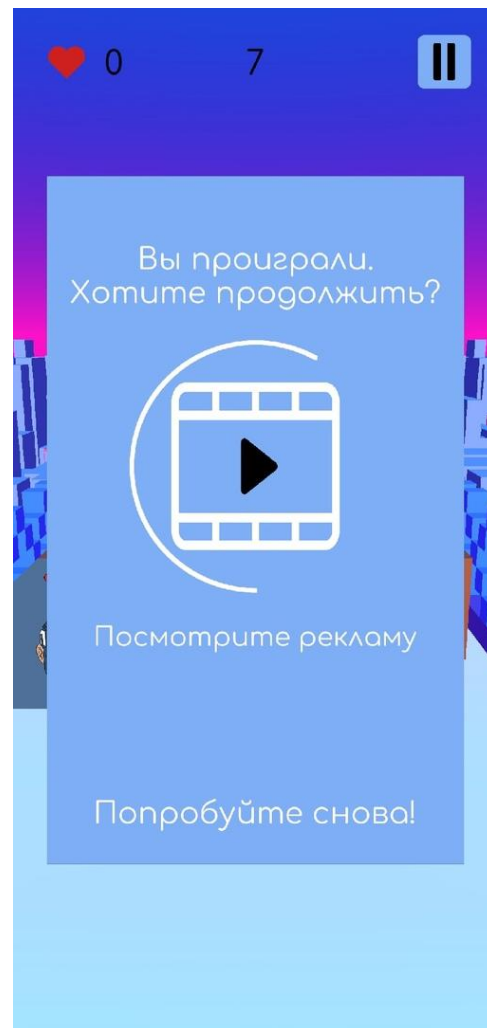 0
7
Вы проиграли.
Хотите продолжить?
Посмотрите рекламу
Попробуйте снова!